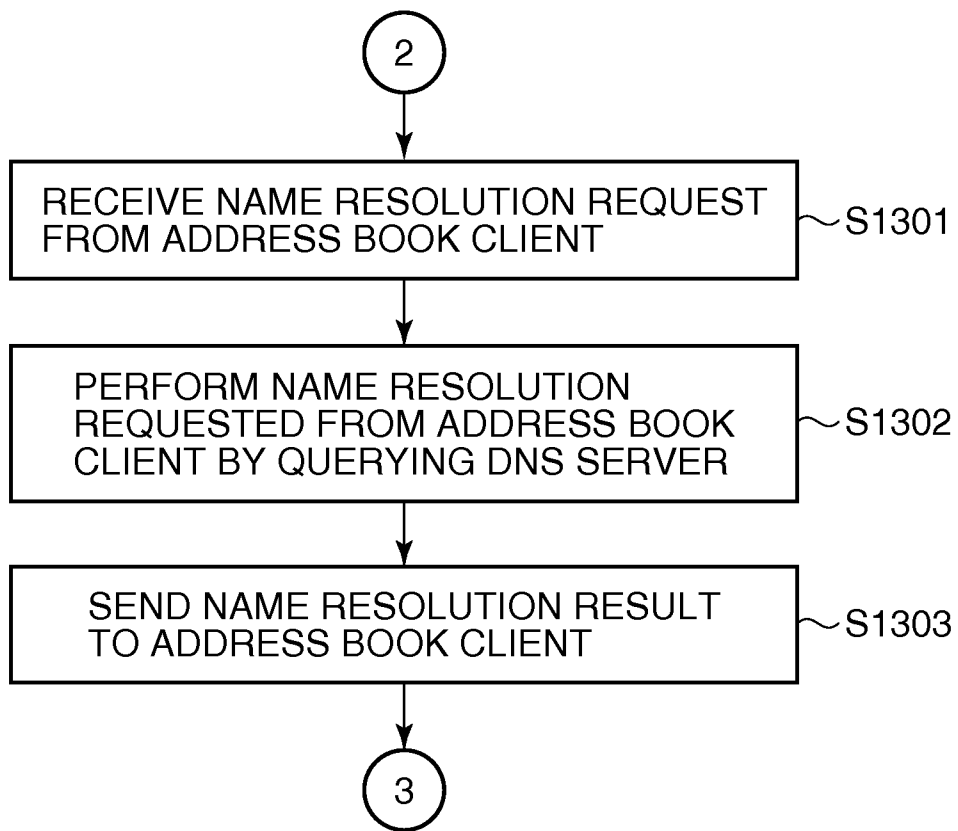 2
RECEIVE NAME RESOLUTION REQUEST
FROM ADDRESS BOOK CLIENT
S1301
PERFORM NAME RESOLUTION
REQUESTED FROM ADDRESS BOOK
CLIENT BY QUERYING DNS SERVER
S1302
SEND NAME RESOLUTION RESULT
TO ADDRESS BOOK CLIENT
S1303
3